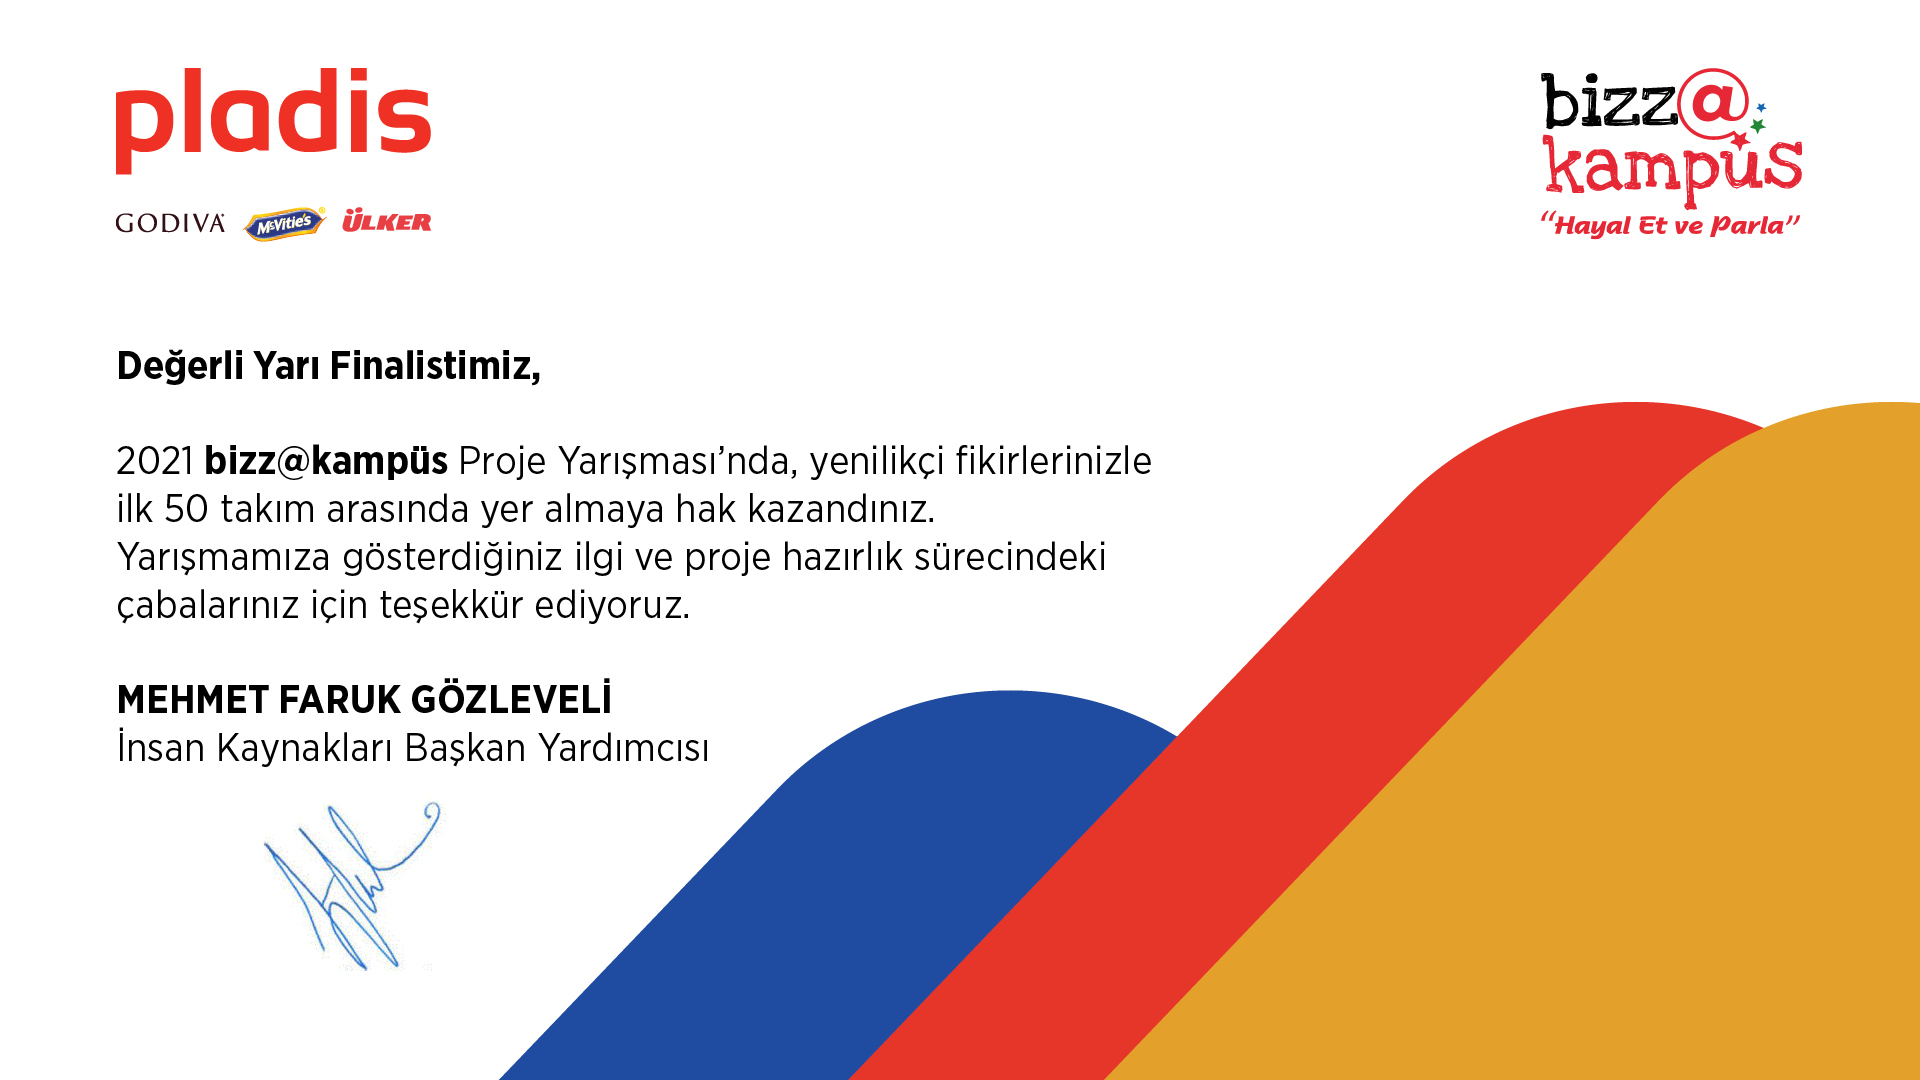 pladis
GODIVA McVitie's ÜLKER
bizz@
kampüs
“Hayal Et ve Parla”
Değerli Yarı Finalistimiz,
2021 bizz@kampüs Proje Yarışması’nda, yenilikçi fikirlerinizle
ilk 50 takım arasında yer almaya hak kazandınız.
Yarışmamıza gösterdiğiniz ilgi ve proje hazırlık sürecindeki
çabalarınız için teşekkür ediyoruz.
MEHMET FARUK GÖZLEVELİ
İnsan Kaynakları Başkan Yardımcısı